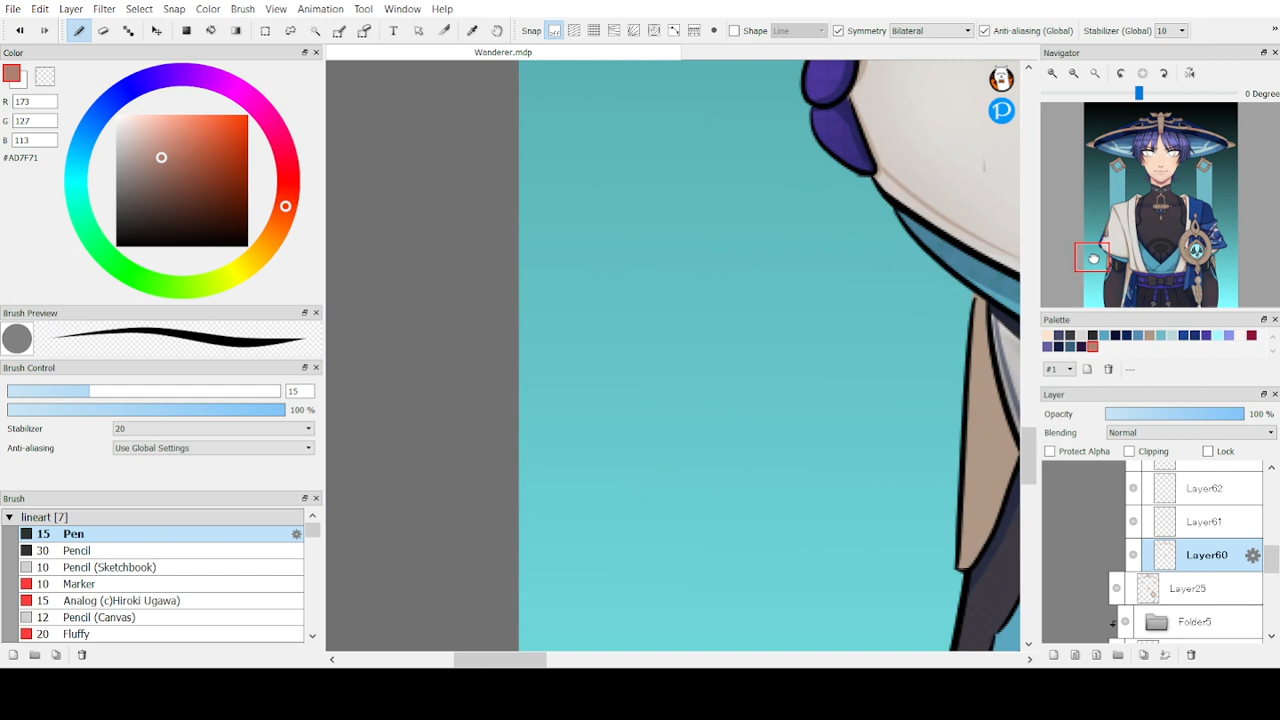 File Edit Layer Filter Select Snap Color Brush View Animation Tool Window Help
Snap Shape Line Symmetry Bilateral Anti-aliasing (Global) Stabilizer (Global) 10 »
Color
Wanderer.mdp
Navigator
R 173
G 127
B 113
#AD7F71
0 Degree
Brush Preview
Palette
#1 ---
Brush Control
15
100 %
Stabilizer 20
Anti-aliasing Use Global Settings
Layer
Opacity 100 %
Blending Normal
Protect Alpha Clipping Lock
Layer62
Layer61
Layer60
Layer25
Folder5
Brush
lineart [7]
15 Pen
30 Pencil
10 Pencil (Sketchbook)
10 Marker
15 Analog (c)Hiroki Ugawa)
12 Pencil (Canvas)
20 Fluffy